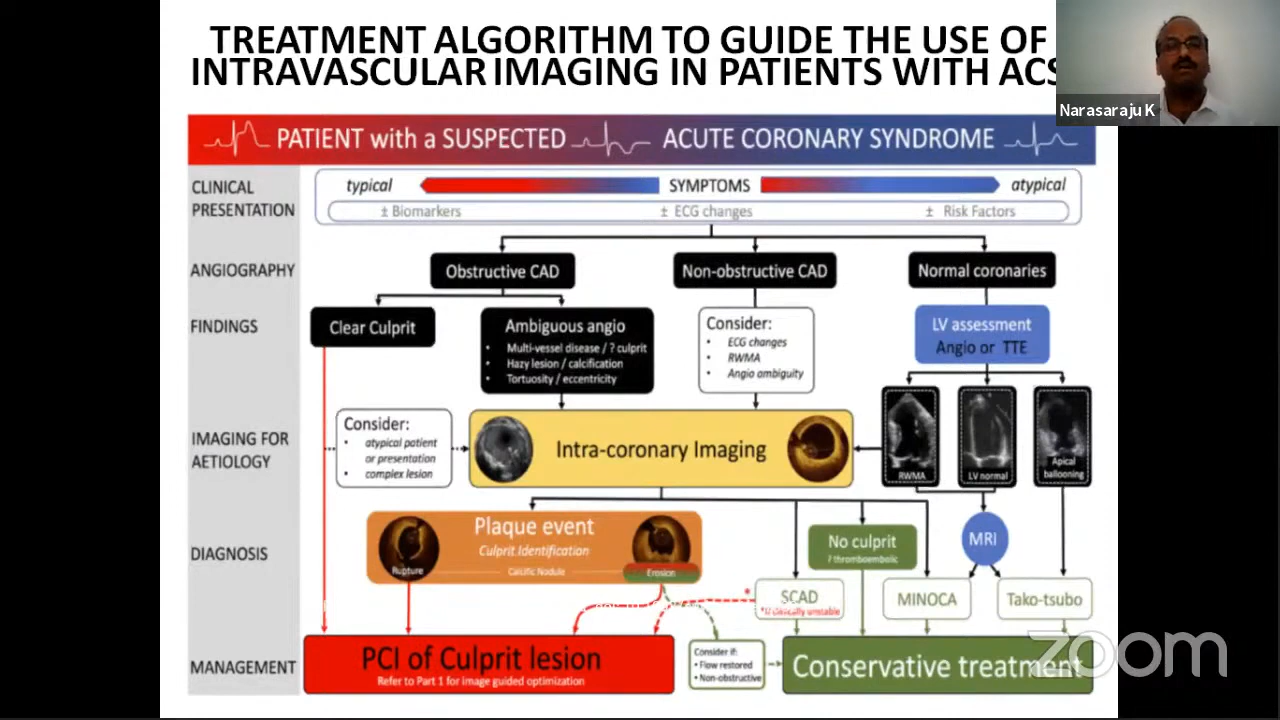 TREATMENT ALGORITHM TO GUIDE THE USE OF
INTRAVASCULAR IMAGING IN PATIENTS WITH ACS
Narasaraju K
PATIENT with a SUSPECTED ACUTE CORONARY SYNDROME
CLINICAL
PRESENTATION
typical SYMPTOMS atypical
± Biomarkers ± ECG changes ± Risk Factors
ANGIOGRAPHY
Obstructive CAD
Non-obstructive CAD
Normal coronaries
FINDINGS
Clear Culprit
Ambiguous angio
• Multi-vessel disease / ? culprit
• Hazy lesion / calcification
• Tortuosity / eccentricity
Consider:
• ECG changes
• RWMA
• Angio ambiguity
LV assessment
Angio or TTE
IMAGING FOR
AETIOLOGY
Consider:
• atypical patient
or presentation
• complex lesion
Intra-coronary Imaging
RWMA
LV normal
Apical
ballooning
DIAGNOSIS
Plaque event
Culprit Identification
Rupture
Calcific Nodule
Erosion
No culprit
? thromboembolic
MRI
SCAD
MINOCA
Tako-tsubo
MANAGEMENT
PCI of Culprit lesion
Refer to Part 1 for image guided optimization
Consider if:
• Flow restored
• Non-obstructive
Conservative treatment
zoom